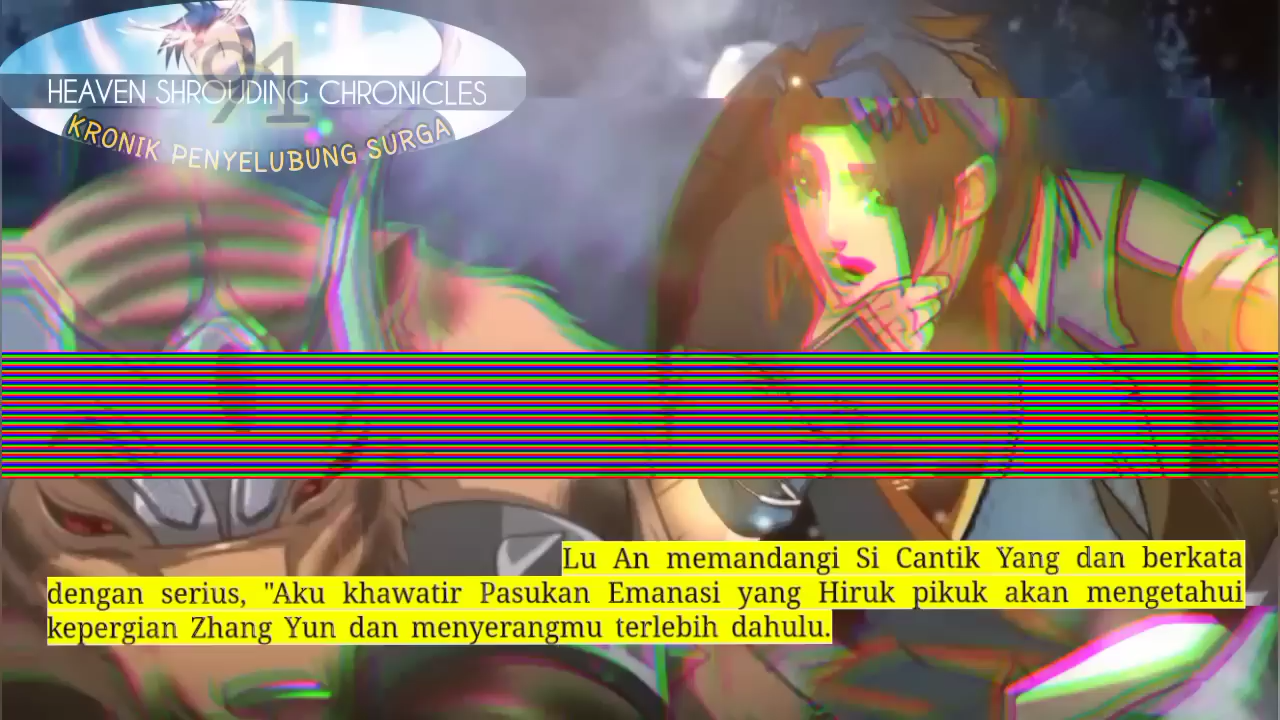 91
HEAVEN SHROUDING CHRONICLES
KRONIK PENYELUBUNG SURGA
Lu An memandangi Si Cantik Yang dan berkata
dengan serius, "Aku khawatir Pasukan Emanasi yang Hiruk pikuk akan mengetahui
kepergian Zhang Yun dan menyerangmu terlebih dahulu.